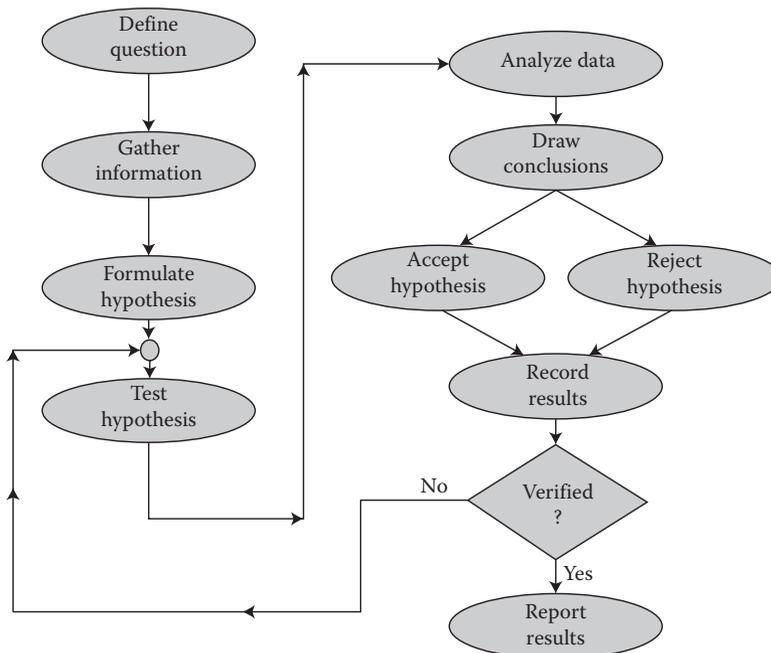 Define
question
Gather
information
Formulate
hypothesis
Test
hypothesis
Analyze data
Draw
conclusions
Accept
hypothesis
Reject
hypothesis
Record
results
Verified
?
No
Yes
Report
results